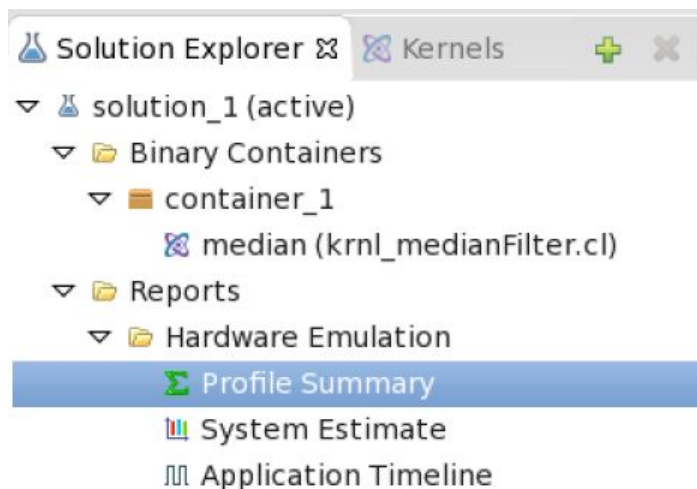 Solution Explorer Kernels
solution_1 (active)
Binary Containers
container_1
median (krnl_medianFilter.cl)
Reports
Hardware Emulation
Profile Summary
System Estimate
Application Timeline